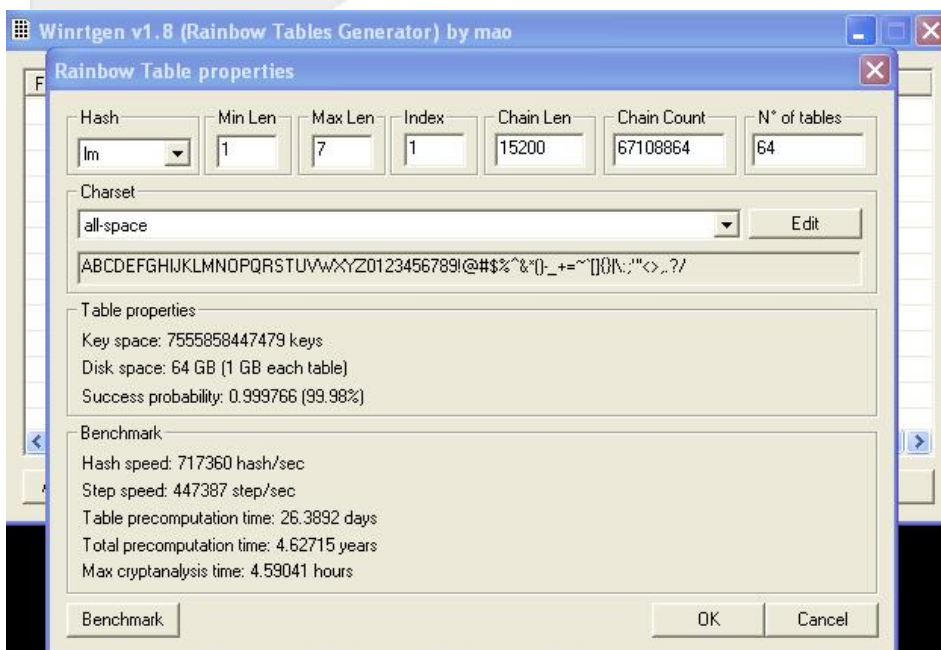 Winrtgen v1.8 (Rainbow Tables Generator) by mao
Rainbow Table properties
Hash Min Len Max Len Index Chain Len Chain Count N° of tables
lm 1 7 1 15200 67108864 64
Charset
all-space Edit
ABCDEFGHIJKLMNOPQRSTUVWXYZ0123456789!@#$%^&*()-_+=~`[]{}|\:;"'<>,.?/
Table properties
Key space: 7555858447479 keys
Disk space: 64 GB (1 GB each table)
Success probability: 0.999766 (99.98%)
Benchmark
Hash speed: 717360 hash/sec
Step speed: 447387 step/sec
Table precomputation time: 26.3892 days
Total precomputation time: 4.62715 years
Max cryptanalysis time: 4.59041 hours
Benchmark OK Cancel